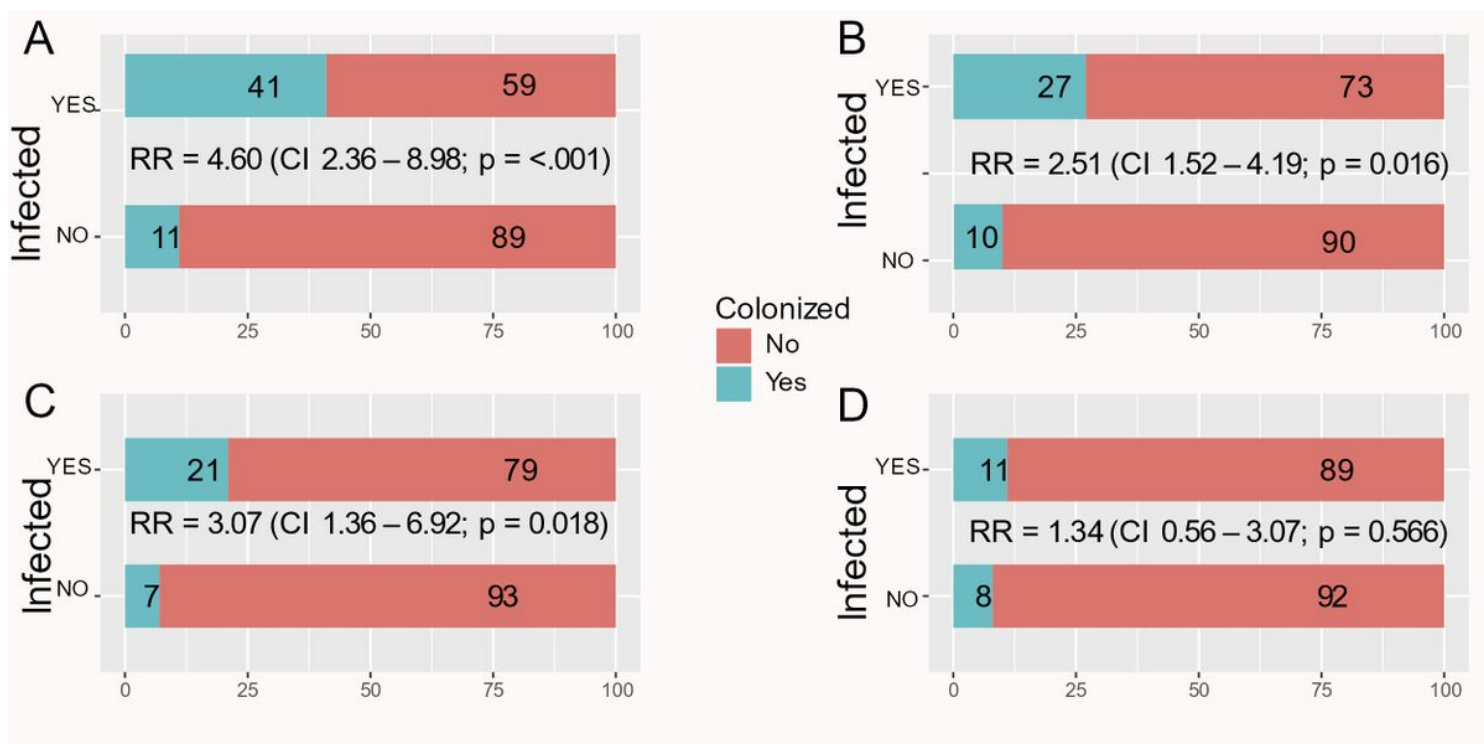 A
Infected
YES
41
59
RR = 4.60 (CI 2.36 – 8.98; p = <.001)
NO
11
89
0 25 50 75 100
B
Infected
YES
27
73
RR = 2.51 (CI 1.52 – 4.19; p = 0.016)
NO
10
90
0 25 50 75 100
Colonized
No
Yes
C
Infected
YES
21
79
RR = 3.07 (CI 1.36 – 6.92; p = 0.018)
NO
7
93
0 25 50 75 100
D
Infected
YES
11
89
RR = 1.34 (CI 0.56 – 3.07; p = 0.566)
NO
8
92
0 25 50 75 100